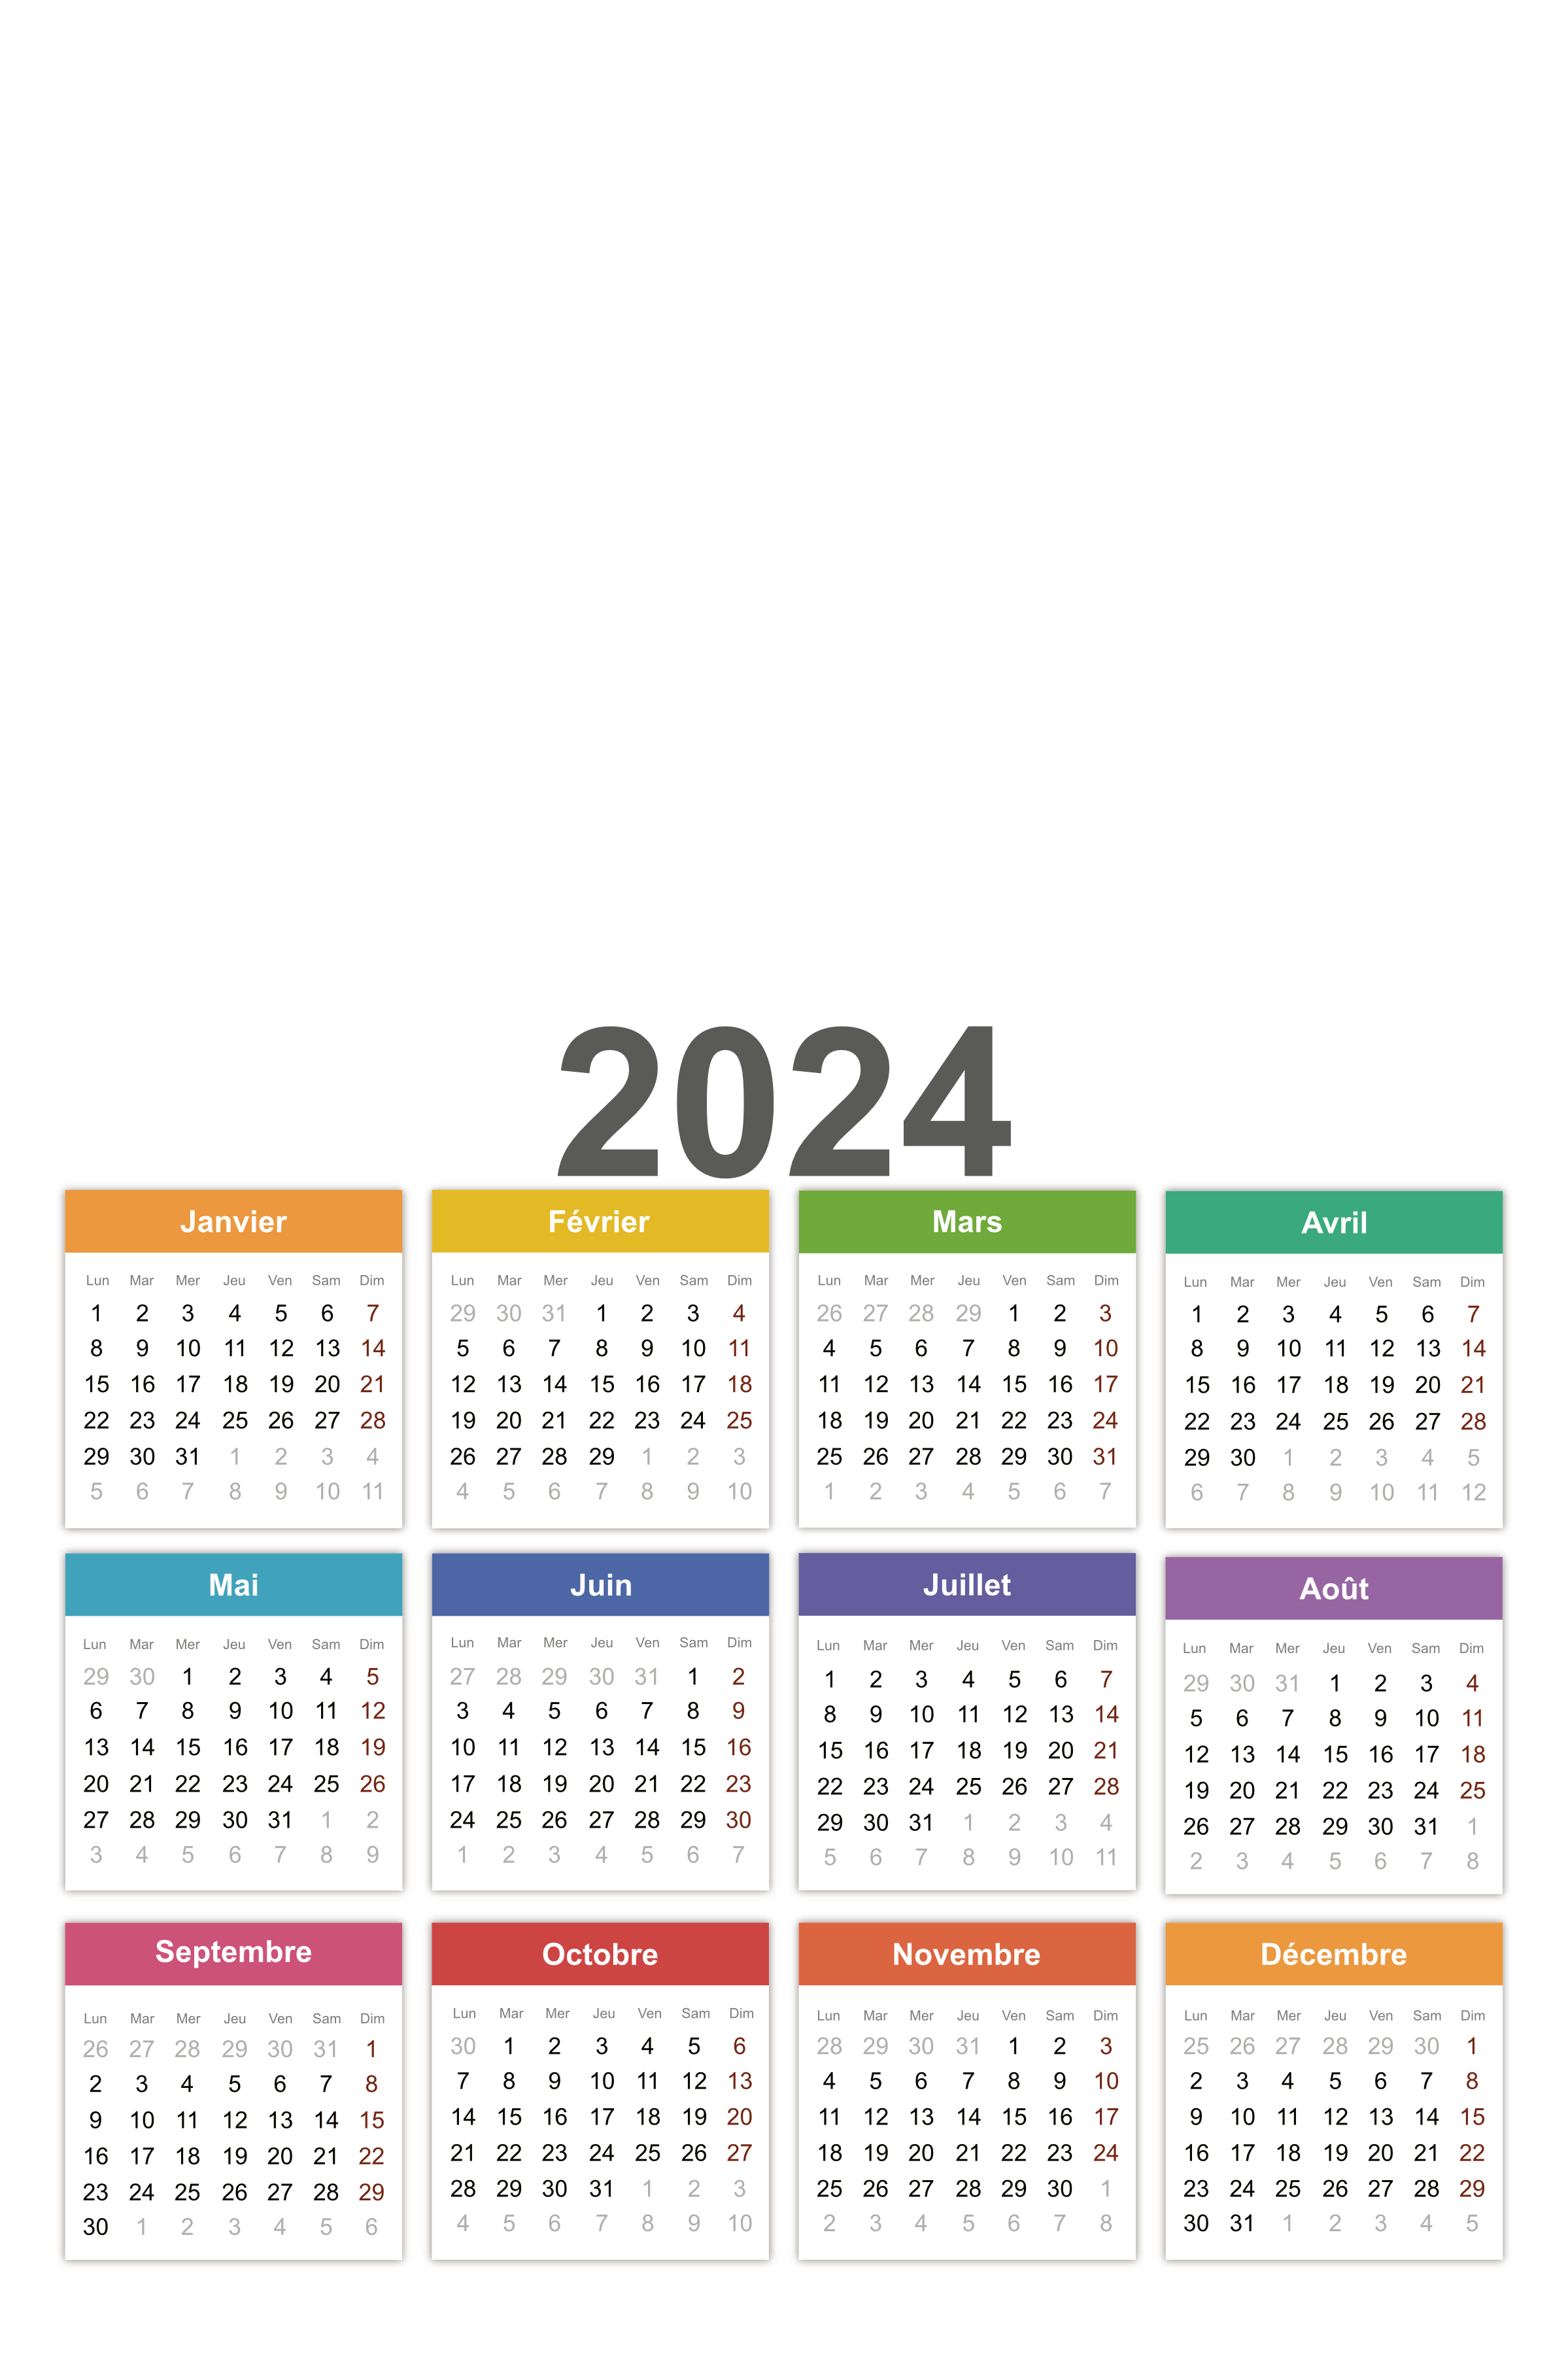 2024
Janvier
Lun Mar Mer Jeu Ven Sam Dim
1 2 3 4 5 6 7
8 9 10 11 12 13 14
15 16 17 18 19 20 21
22 23 24 25 26 27 28
29 30 31 1 2 3 4
5 6 7 8 9 10 11
Février
Lun Mar Mer Jeu Ven Sam Dim
29 30 31 1 2 3 4
5 6 7 8 9 10 11
12 13 14 15 16 17 18
19 20 21 22 23 24 25
26 27 28 29 1 2 3
4 5 6 7 8 9 10
Mars
Lun Mar Mer Jeu Ven Sam Dim
26 27 28 29 1 2 3
4 5 6 7 8 9 10
11 12 13 14 15 16 17
18 19 20 21 22 23 24
25 26 27 28 29 30 31
1 2 3 4 5 6 7
Avril
Lun Mar Mer Jeu Ven Sam Dim
1 2 3 4 5 6 7
8 9 10 11 12 13 14
15 16 17 18 19 20 21
22 23 24 25 26 27 28
29 30 1 2 3 4 5
6 7 8 9 10 11 12
Mai
Lun Mar Mer Jeu Ven Sam Dim
29 30 1 2 3 4 5
6 7 8 9 10 11 12
13 14 15 16 17 18 19
20 21 22 23 24 25 26
27 28 29 30 31 1 2
3 4 5 6 7 8 9
Juin
Lun Mar Mer Jeu Ven Sam Dim
27 28 29 30 31 1 2
3 4 5 6 7 8 9
10 11 12 13 14 15 16
17 18 19 20 21 22 23
24 25 26 27 28 29 30
1 2 3 4 5 6 7
Juillet
Lun Mar Mer Jeu Ven Sam Dim
1 2 3 4 5 6 7
8 9 10 11 12 13 14
15 16 17 18 19 20 21
22 23 24 25 26 27 28
29 30 31 1 2 3 4
5 6 7 8 9 10 11
Août
Lun Mar Mer Jeu Ven Sam Dim
29 30 31 1 2 3 4
5 6 7 8 9 10 11
12 13 14 15 16 17 18
19 20 21 22 23 24 25
26 27 28 29 30 31 1
2 3 4 5 6 7 8
Septembre
Lun Mar Mer Jeu Ven Sam Dim
26 27 28 29 30 31 1
2 3 4 5 6 7 8
9 10 11 12 13 14 15
16 17 18 19 20 21 22
23 24 25 26 27 28 29
30 1 2 3 4 5 6
Octobre
Lun Mar Mer Jeu Ven Sam Dim
30 1 2 3 4 5 6
7 8 9 10 11 12 13
14 15 16 17 18 19 20
21 22 23 24 25 26 27
28 29 30 31 1 2 3
4 5 6 7 8 9 10
Novembre
Lun Mar Mer Jeu Ven Sam Dim
28 29 30 31 1 2 3
4 5 6 7 8 9 10
11 12 13 14 15 16 17
18 19 20 21 22 23 24
25 26 27 28 29 30 1
2 3 4 5 6 7 8
Décembre
Lun Mar Mer Jeu Ven Sam Dim
25 26 27 28 29 30 1
2 3 4 5 6 7 8
9 10 11 12 13 14 15
16 17 18 19 20 21 22
23 24 25 26 27 28 29
30 31 1 2 3 4 5